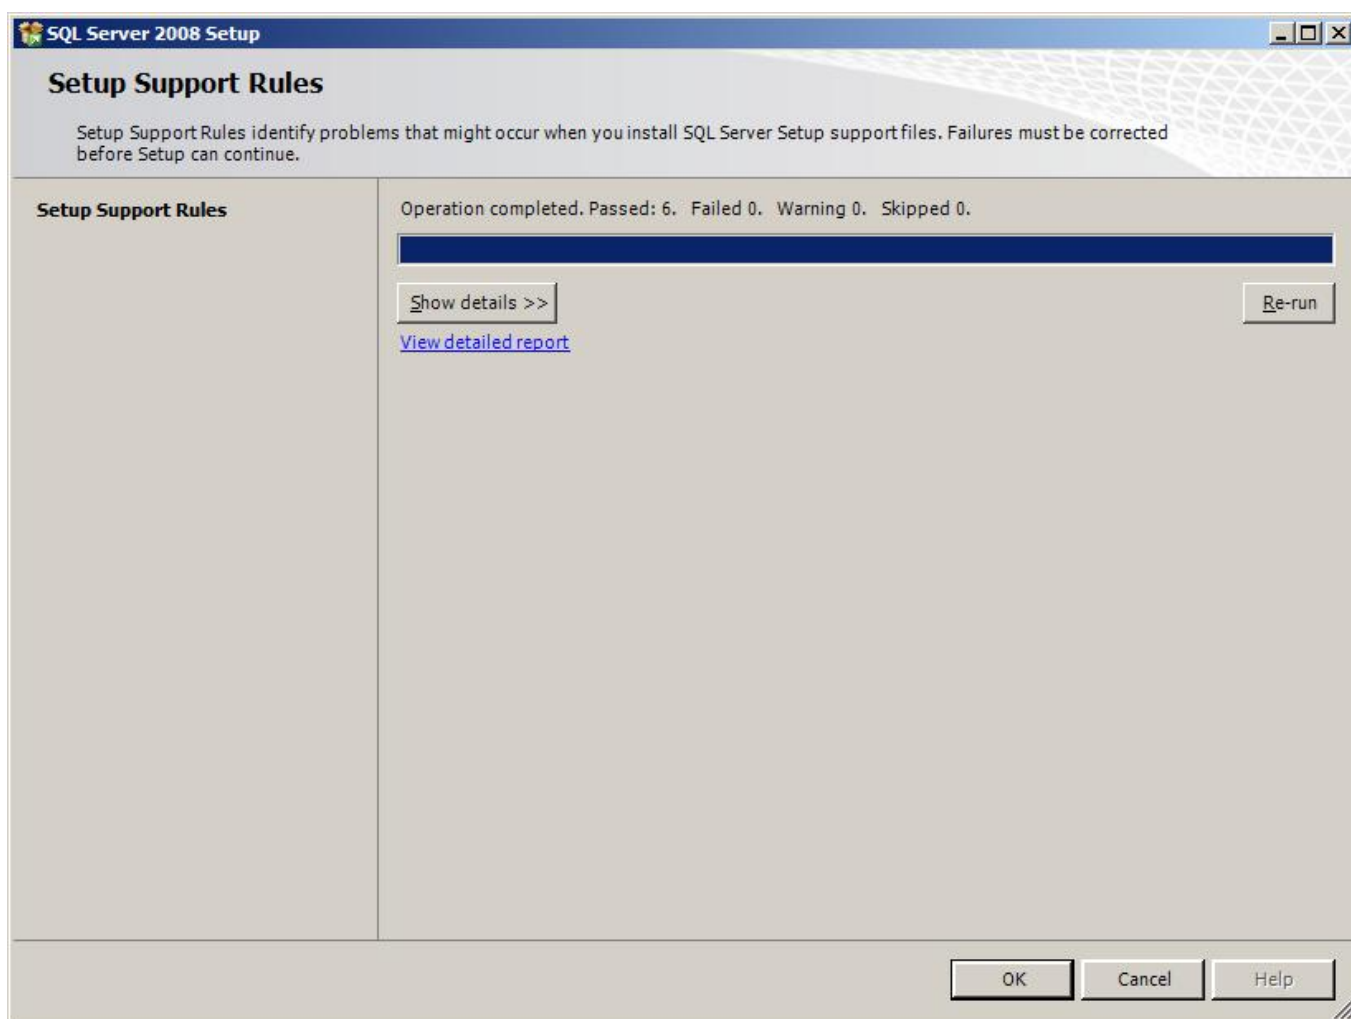 SQL Server 2008 Setup
Setup Support Rules
Setup Support Rules identify problems that might occur when you install SQL Server Setup support files. Failures must be corrected
before Setup can continue.
Setup Support Rules
Operation completed. Passed: 6. Failed 0. Warning 0. Skipped 0.
Show details >>
Re-run
View detailed report
OK
Cancel
Help